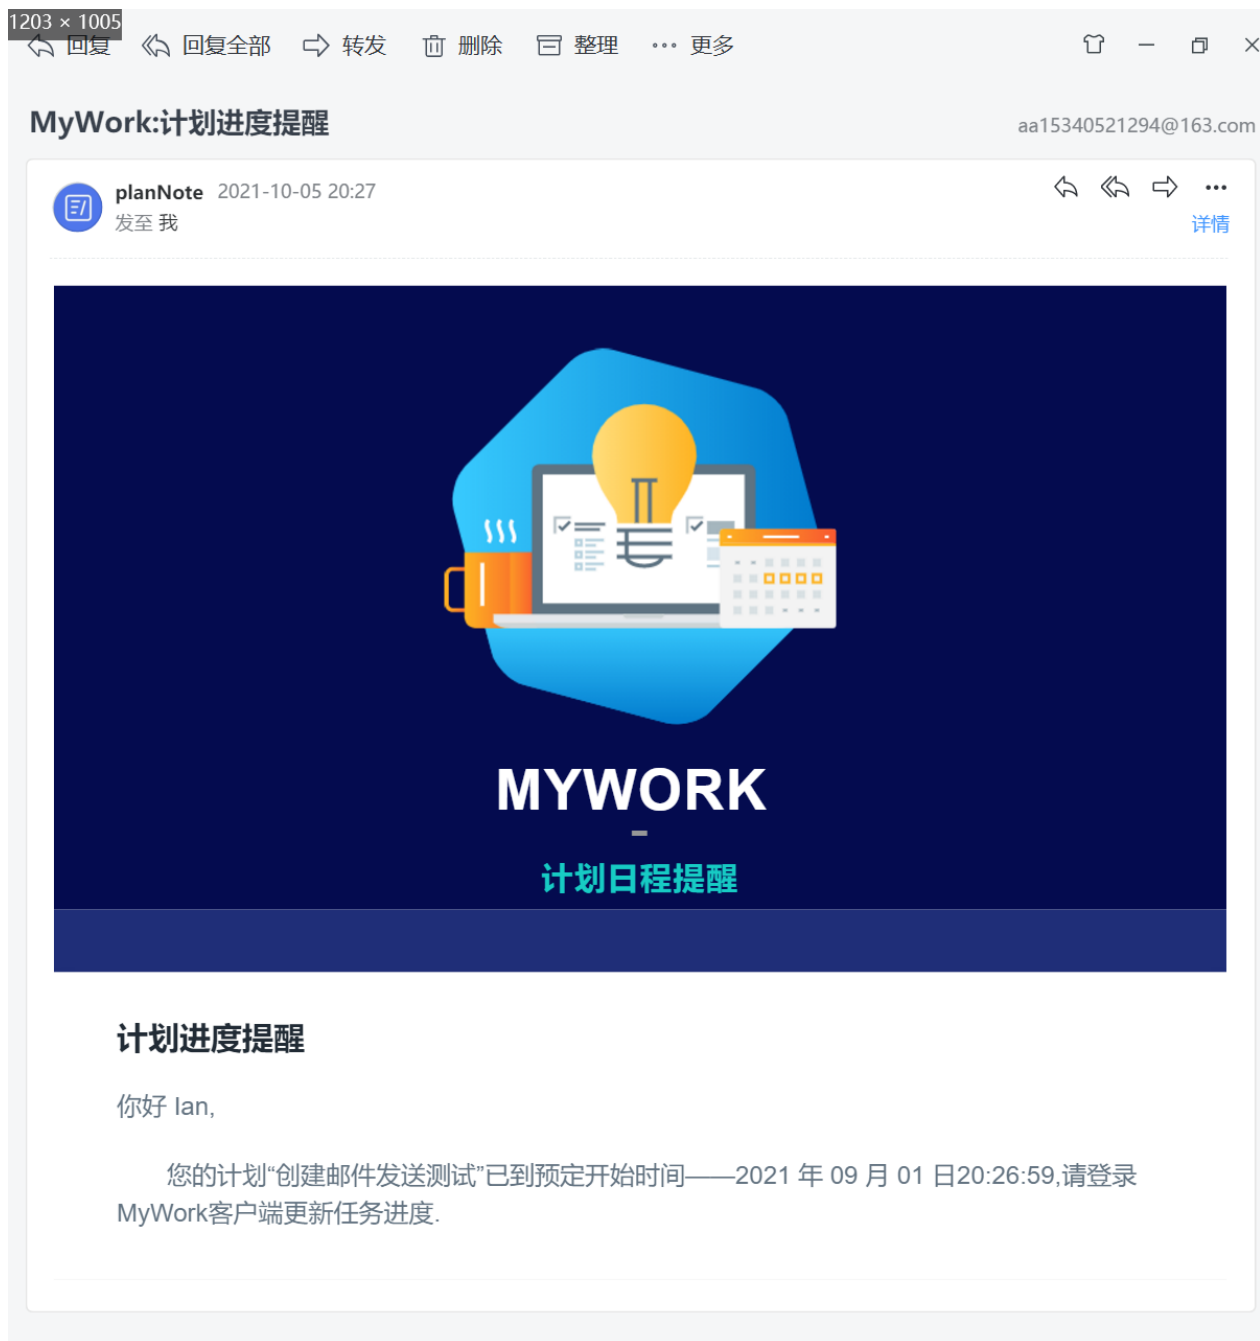 1203 × 1005
回复 回复全部 转发 删除 整理 更多
MyWork:计划进度提醒
aa15340521294@163.com
planNote 2021-10-05 20:27
发至 我
详情
MYWORK
计划日程提醒
计划进度提醒
你好 Ian,
您的计划“创建邮件发送测试”已到预定开始时间——2021 年 09 月 01 日20:26:59,请登录
MyWork客户端更新任务进度.